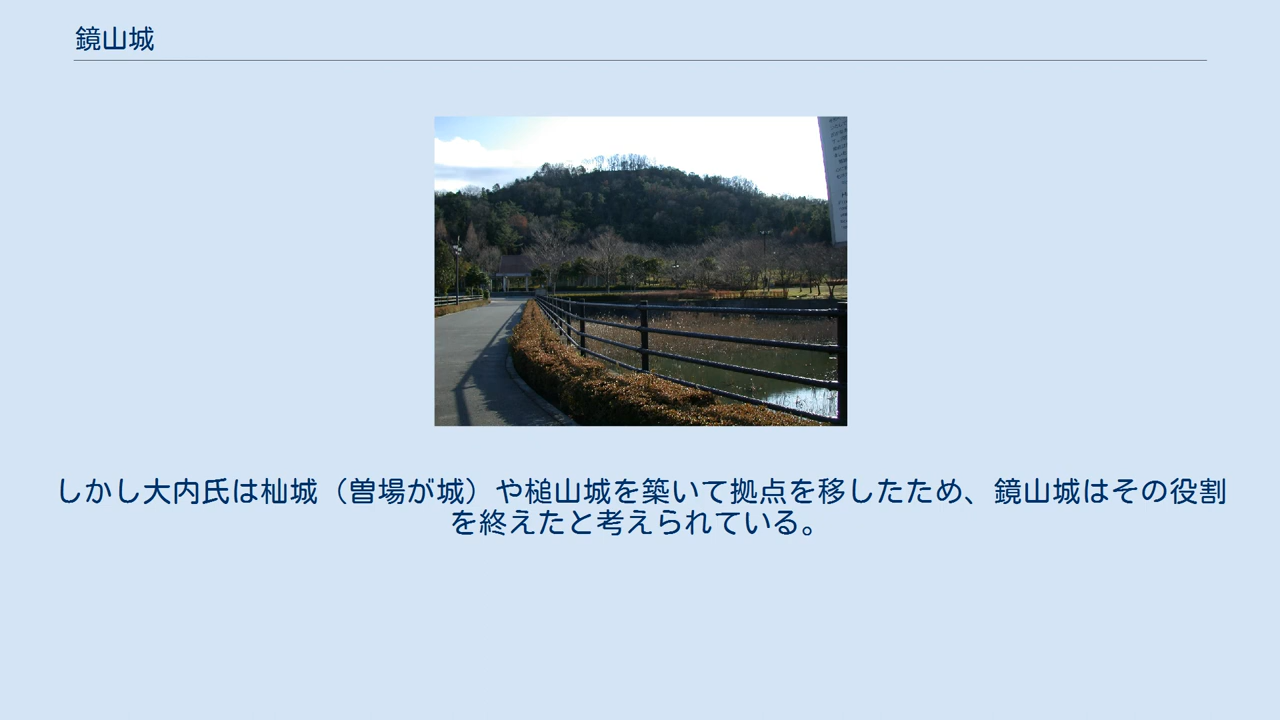 鏡山城
しかし大内氏は杣城（曽場が城）や槌山城を築いて拠点を移したため、鏡山城はその役割
を終えたと考えられている。